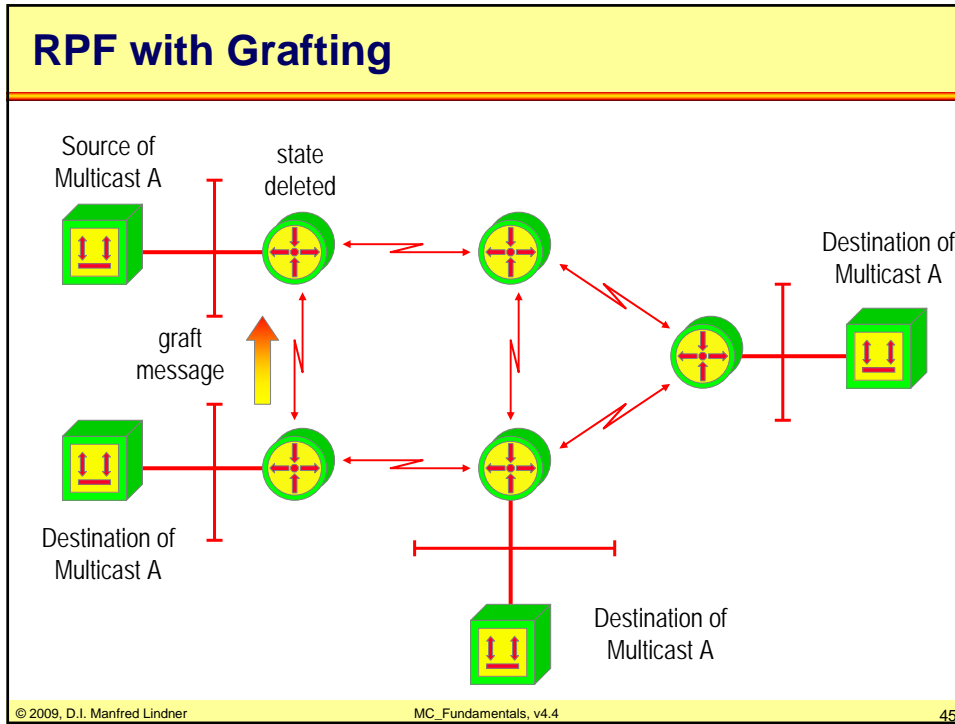 RPF with Grafting
Source of
Multicast A
state
deleted
Destination of
Multicast A
graft
message
Destination of
Multicast A
Destination of
Multicast A
© 2009, D.I. Manfred Lindner
MC_Fundamentals, v4.4
45